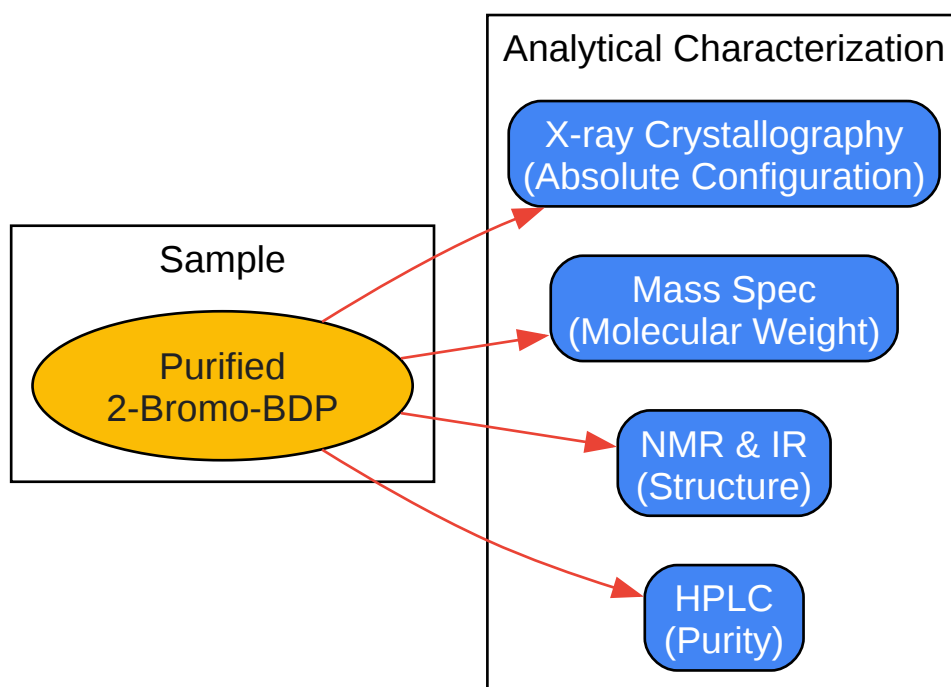 Sample
Purified
2-Bromo-BDP
Analytical Characterization
X-ray Crystallography
(Absolute Configuration)
Mass Spec
(Molecular Weight)
NMR & IR
(Structure)
HPLC
(Purity)